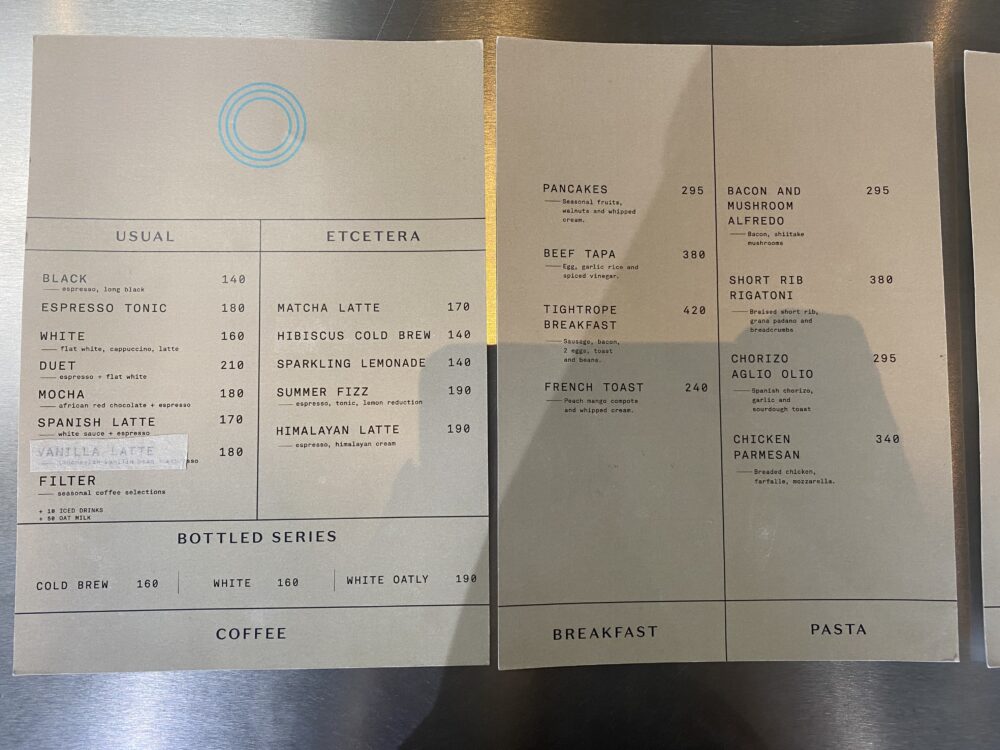 USUAL
BLACK 140
espresso, long black
ESPRESSO TONIC 180
WHITE 160
flat white, cappuccino, latte
DUET 210
espresso + flat white
MOCHA 180
african red chocolate + espresso
SPANISH LATTE 170
white sauce + espresso
VANILLA LATTE 180
FILTER
seasonal coffee selections
+ 10 ICED DRINKS
+ 50 OAT MILK
ETCETERA
MATCHA LATTE 170
HIBISCUS COLD BREW 140
SPARKLING LEMONADE 140
SUMMER FIZZ 190
espresso, tonic, lemon reduction
HIMALAYAN LATTE 190
espresso, himalayan cream
BOTTLED SERIES
COLD BREW 160 WHITE 160 WHITE OATLY 190
COFFEE
PANCAKES 295
Seasonal fruits,
walnuts and whipped
cream.
BEEF TAPA 380
Egg, garlic rice and
spiced vinegar.
TIGHTROPE 420
BREAKFAST
Sausage, bacon,
2 eggs, toast
and beans.
FRENCH TOAST 240
Peach mango compote
and whipped cream.
BREAKFAST
BACON AND 295
MUSHROOM
ALFREDO
Bacon, shiitake
mushrooms
SHORT RIB 380
RIGATONI
Braised short rib,
grana padano and
breadcrumbs
CHORIZO 295
AGLIO OLIO
Spanish chorizo,
garlic and
sourdough toast
CHICKEN 340
PARMESAN
Breaded chicken,
farfalle, mozzarella.
PASTA